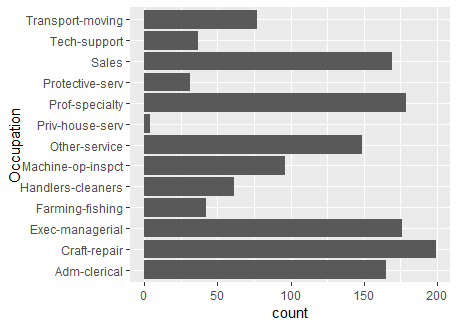 Transport-moving
Tech-support
Sales
Protective-serv
Prof-specialty
Priv-house-serv
Other-service
Machine-op-inspct
Handlers-cleaners
Farming-fishing
Exec-managerial
Craft-repair
Adm-clerical
Occupation
0 50 100 150 200
count